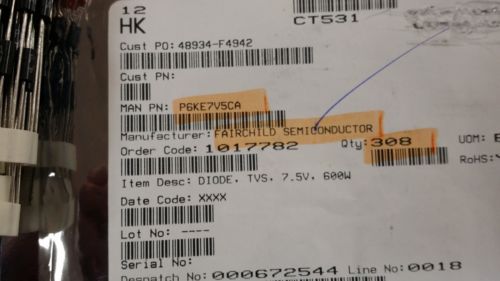 12
HK
CT531
Cust PO: 48934-F4942
Cust PN:
MAN PN: P6KE7V5CA
Manufacturer: FAIRCHILD SEMICONDUCTOR
Order Code: 1017782 Qty: 308 UOM:
RoHS:
Item Desc: DIODE, TVS, 7.5V, 600W
Date Code: XXXX
Lot No: ----
Serial No:
Despatch No: 000672544 Line No: 0018